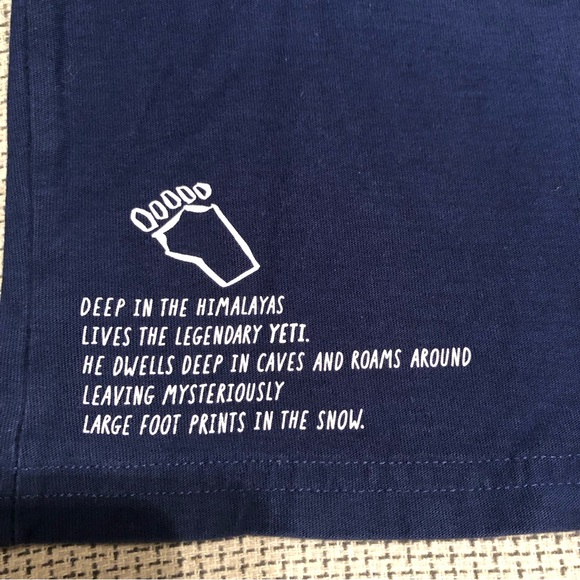 DEEP IN THE HIMALAYAS
LIVES THE LEGENDARY YETI.
HE DWELLS DEEP IN CAVES AND ROAMS AROUND
LEAVING MYSTERIOUSLY
LARGE FOOT PRINTS IN THE SNOW.